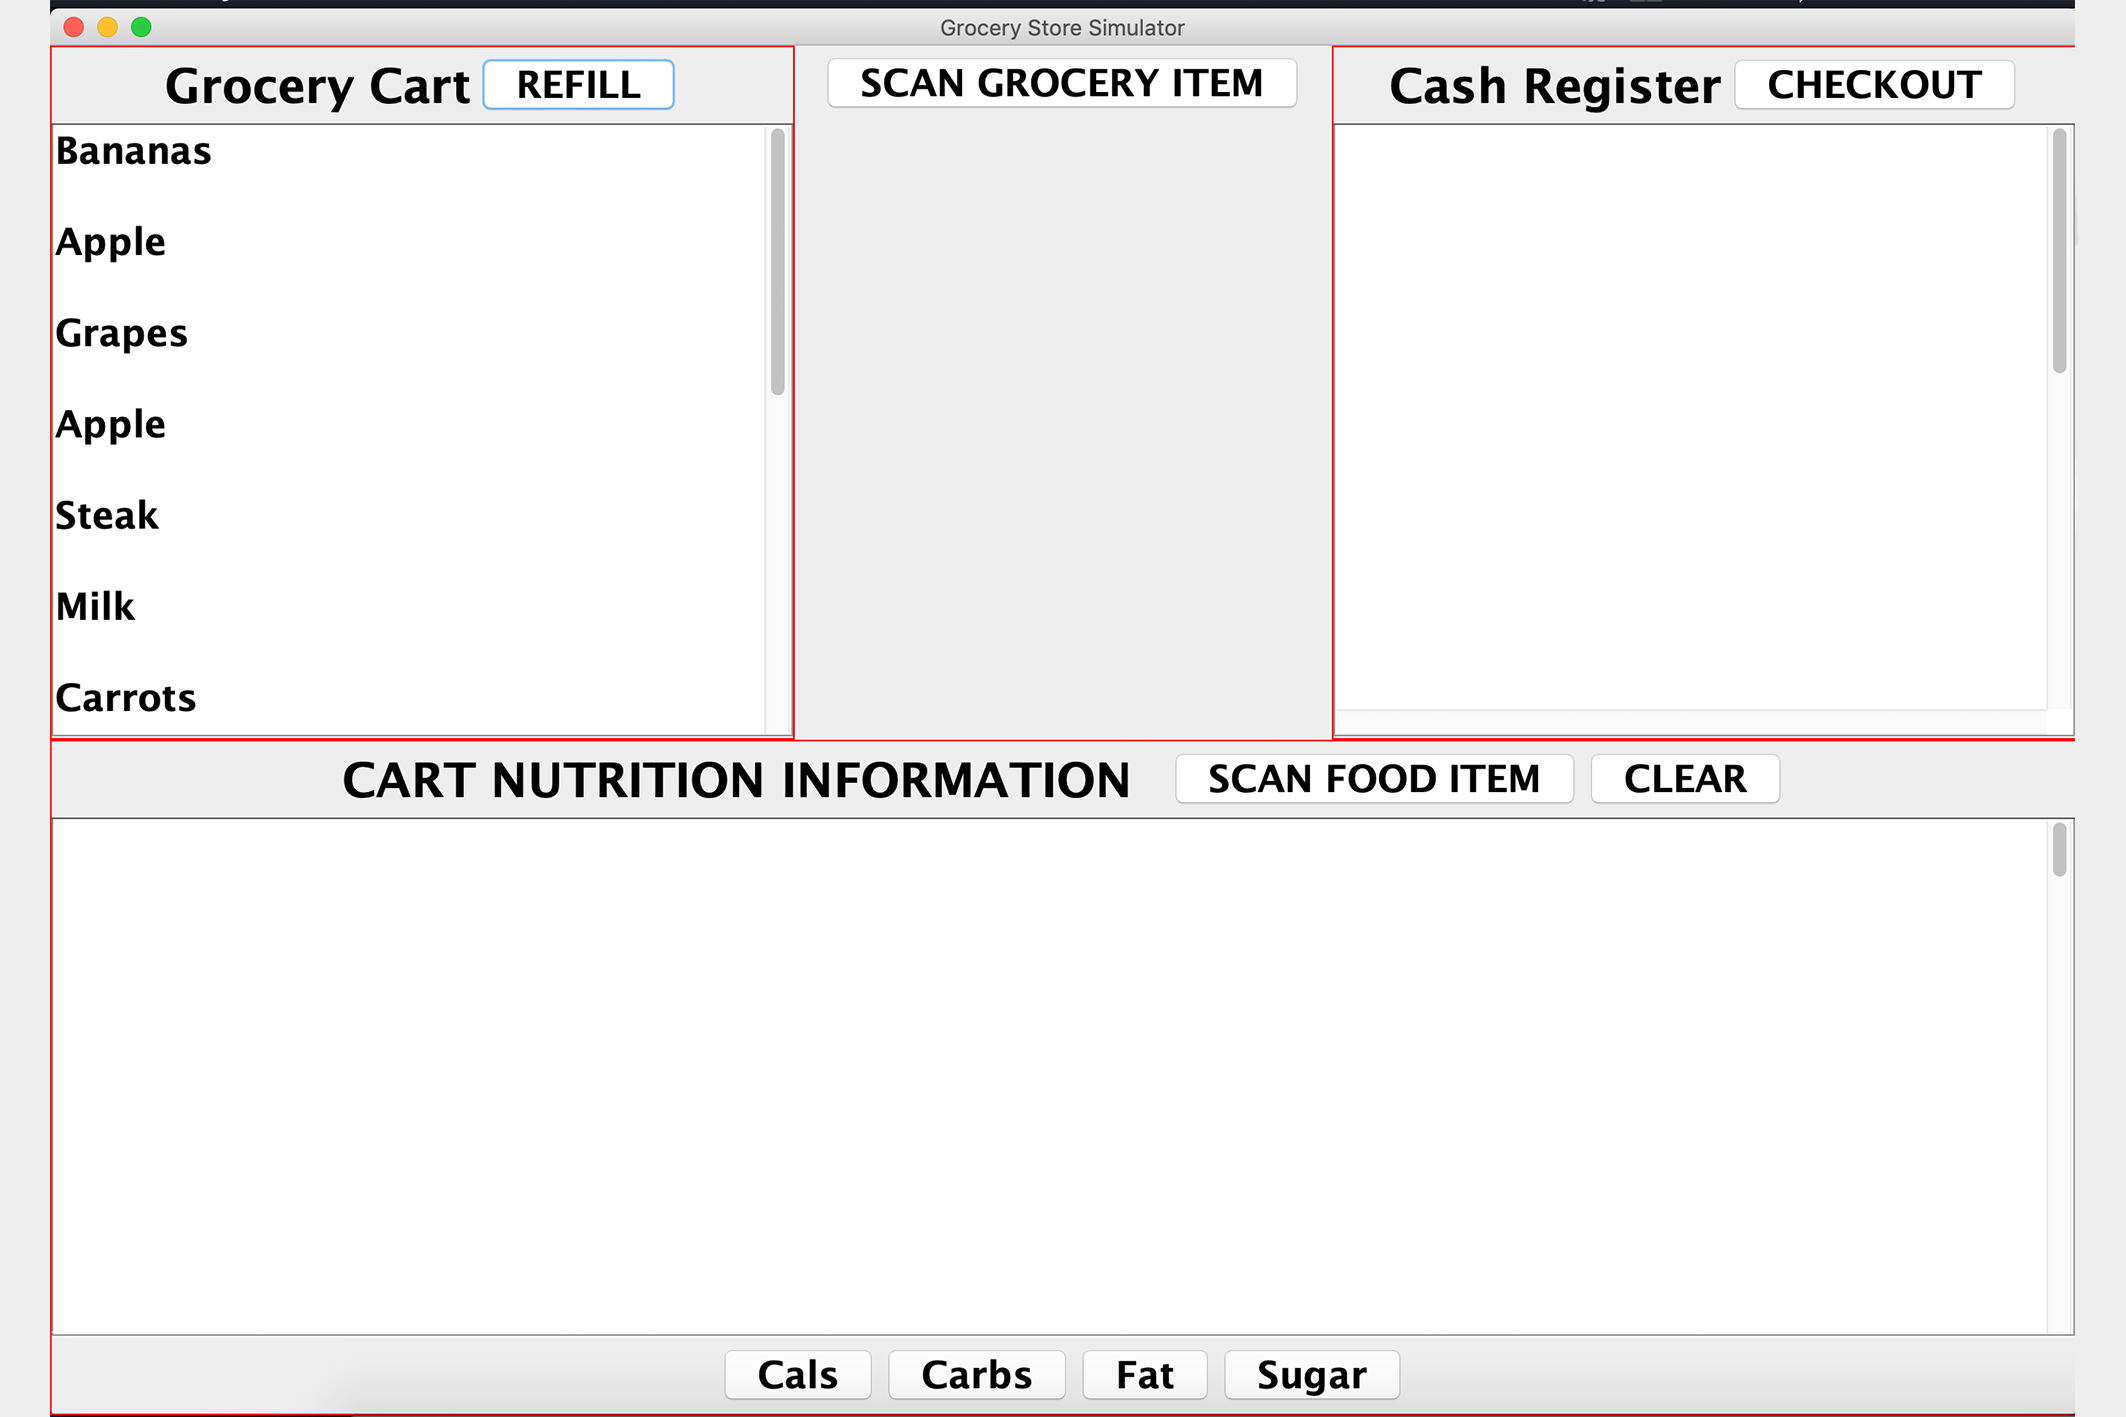 Grocery Store Simulator
Grocery Cart REFILL
SCAN GROCERY ITEM
Cash Register CHECKOUT
Bananas
Apple
Grapes
Apple
Steak
Milk
Carrots
CART NUTRITION INFORMATION SCAN FOOD ITEM CLEAR
Cals Carbs Fat Sugar